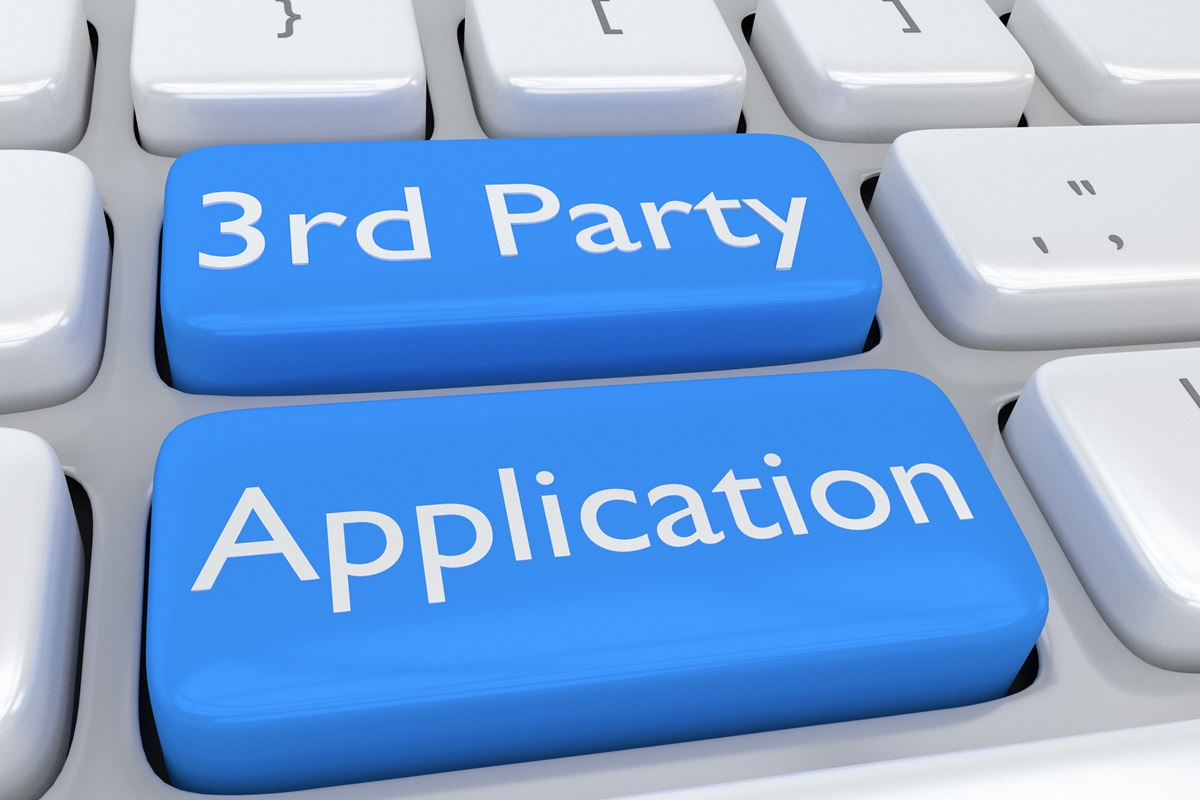 } [ ]
3rd Party
"
' ,
Application
\